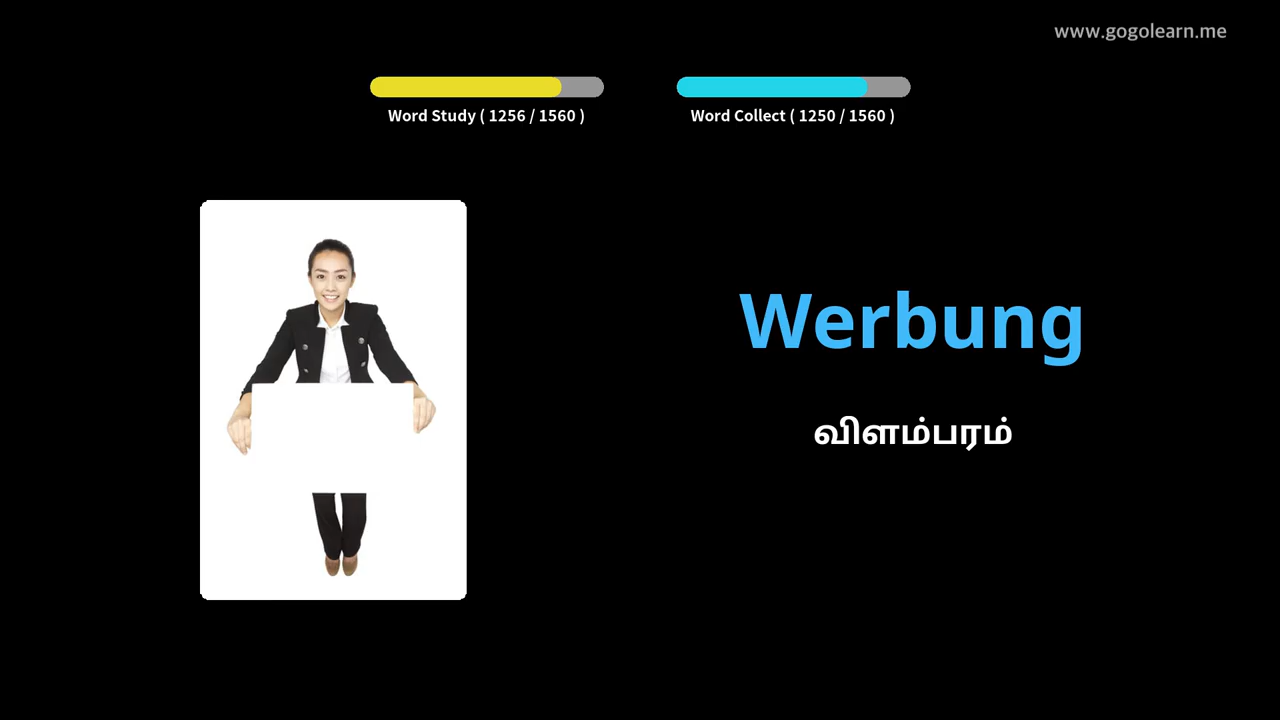 www.gogolearn.me
Word Study ( 1256 / 1560 )
Word Collect ( 1250 / 1560 )
Werbung
விளம்பரம்